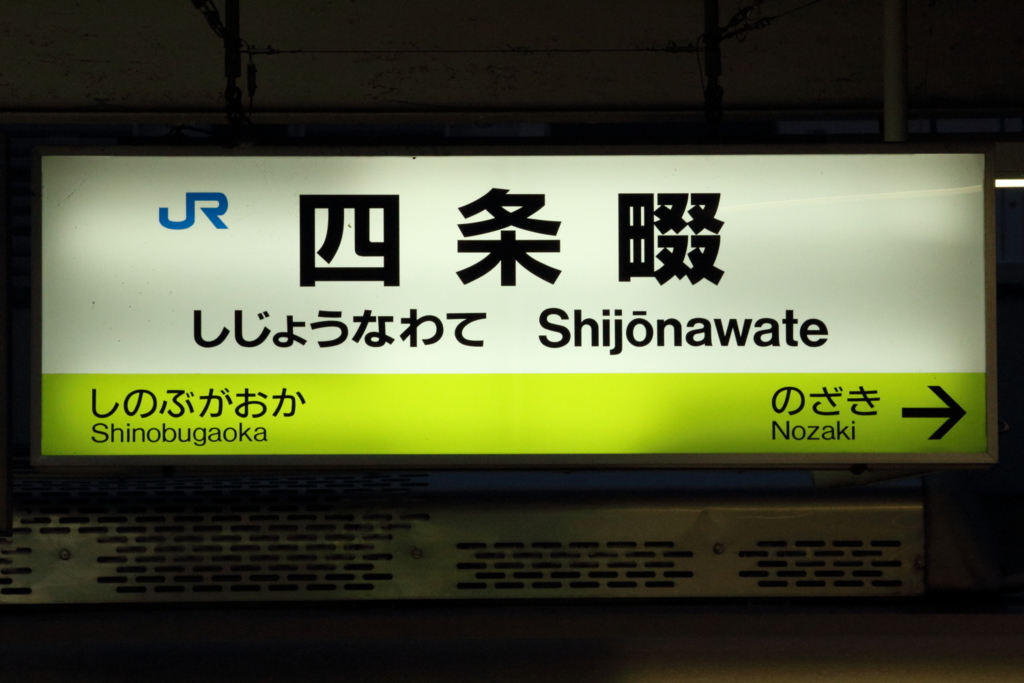 JR 四条畷
しじょうなわて Shijōnawate
しのぶがおか のざき →
Shinobugaoka Nozaki